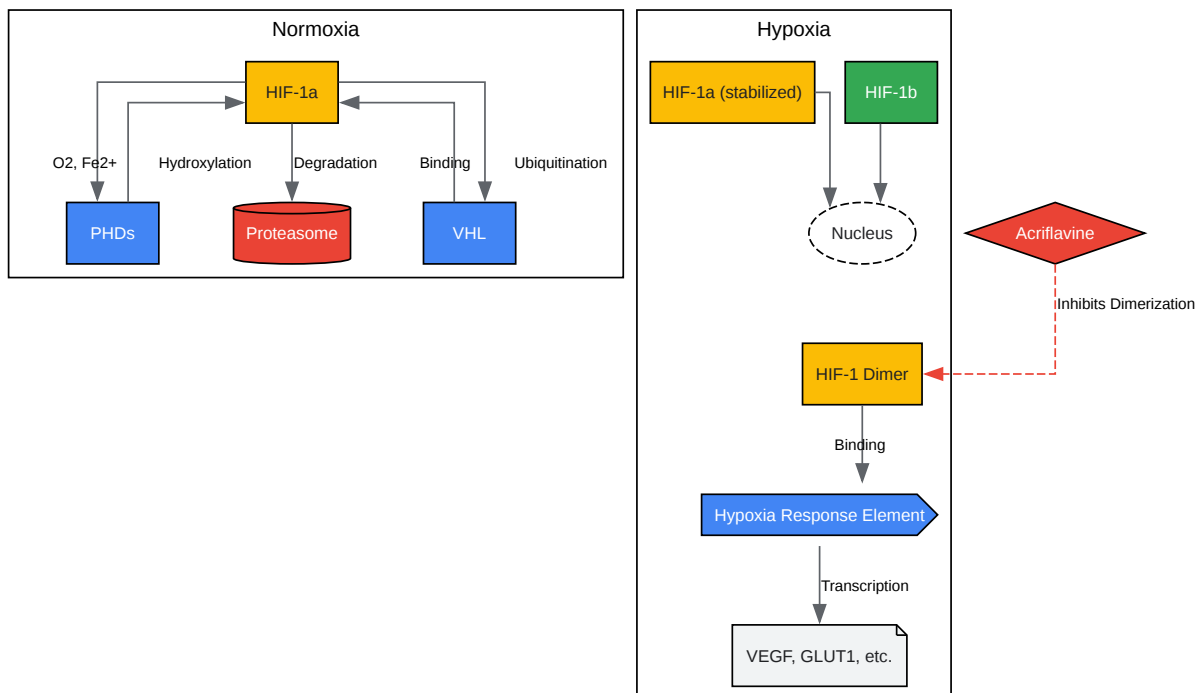 Normoxia
HIF-1a
O2, Fe2+
Hydroxylation
Degradation
Binding
Ubiquitination
PHDs
Proteasome
VHL
Hypoxia
HIF-1a (stabilized)
HIF-1b
Nucleus
Acriflavine
Inhibits Dimerization
HIF-1 Dimer
Binding
Hypoxia Response Element
Transcription
VEGF, GLUT1, etc.